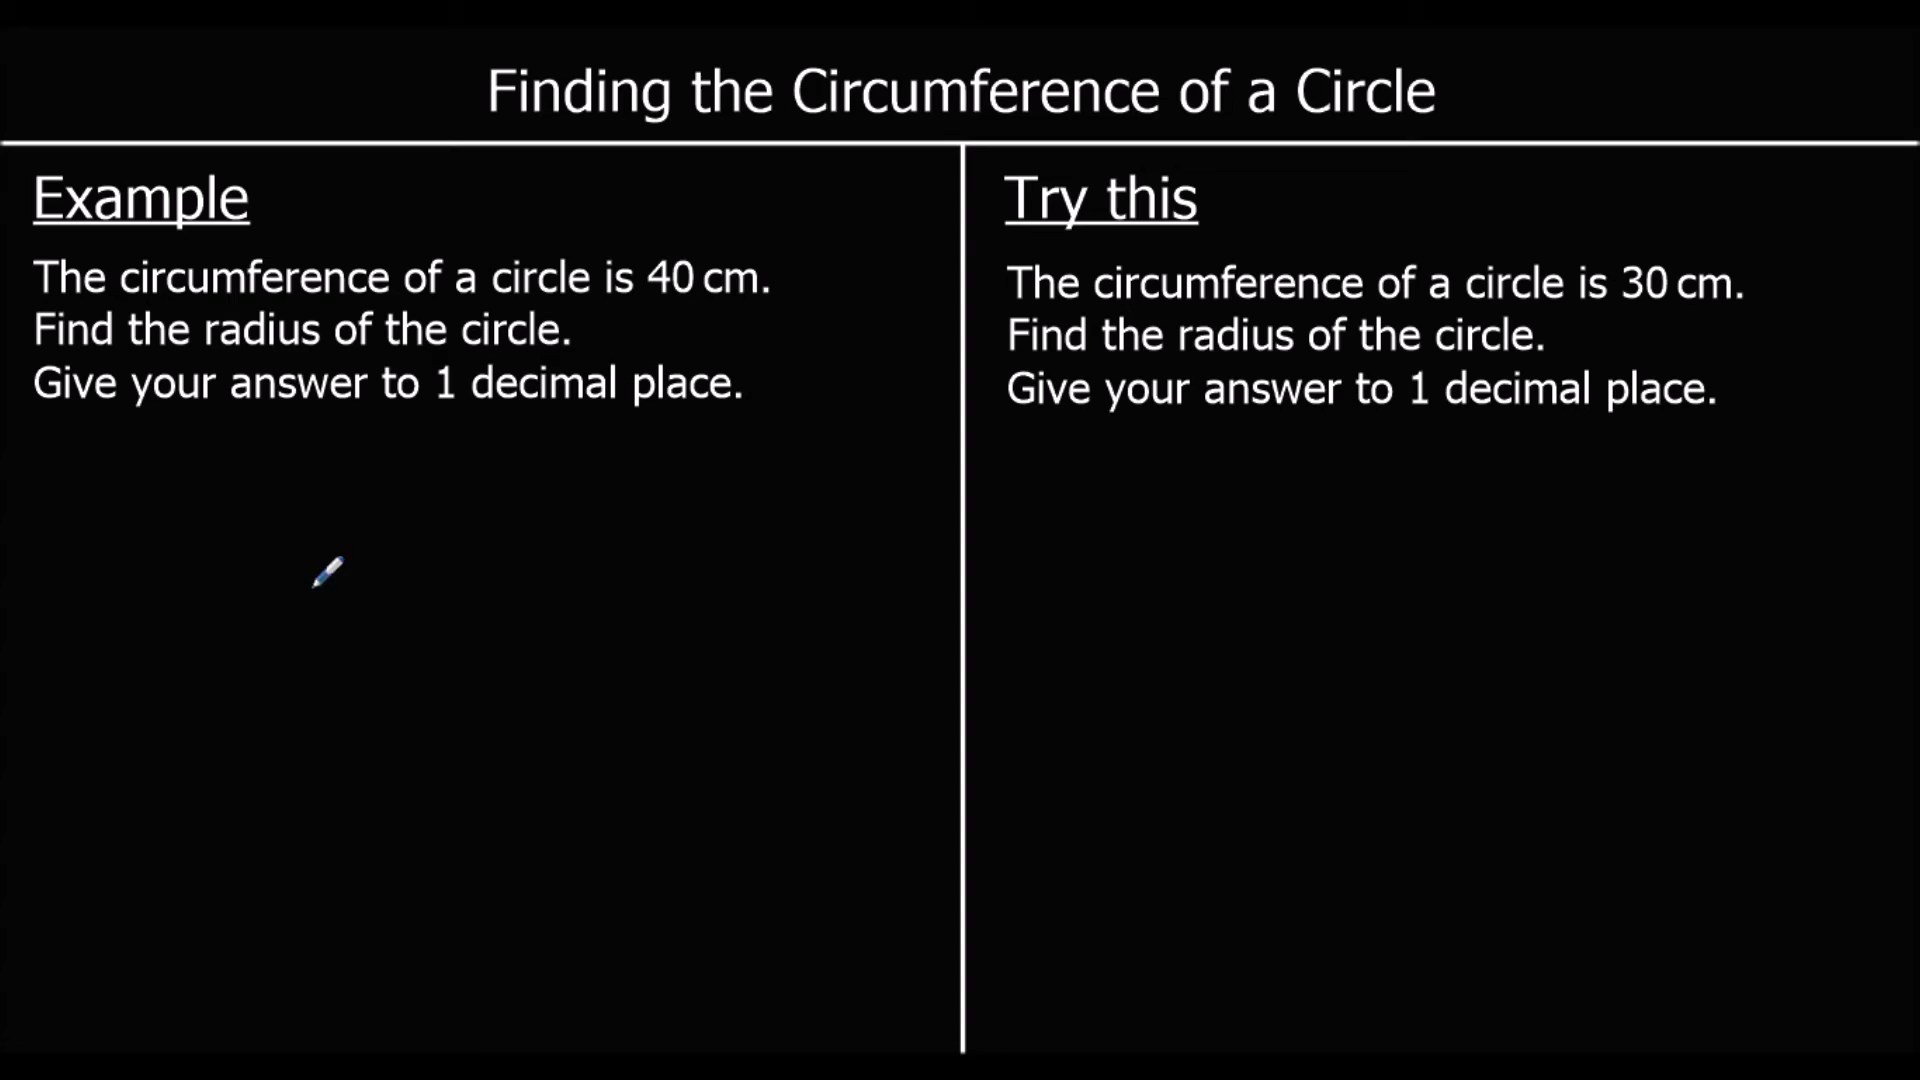 Finding the Circumference of a Circle
Example
The circumference of a circle is 40 cm.
Find the radius of the circle.
Give your answer to 1 decimal place.
Try this
The circumference of a circle is 30 cm.
Find the radius of the circle.
Give your answer to 1 decimal place.